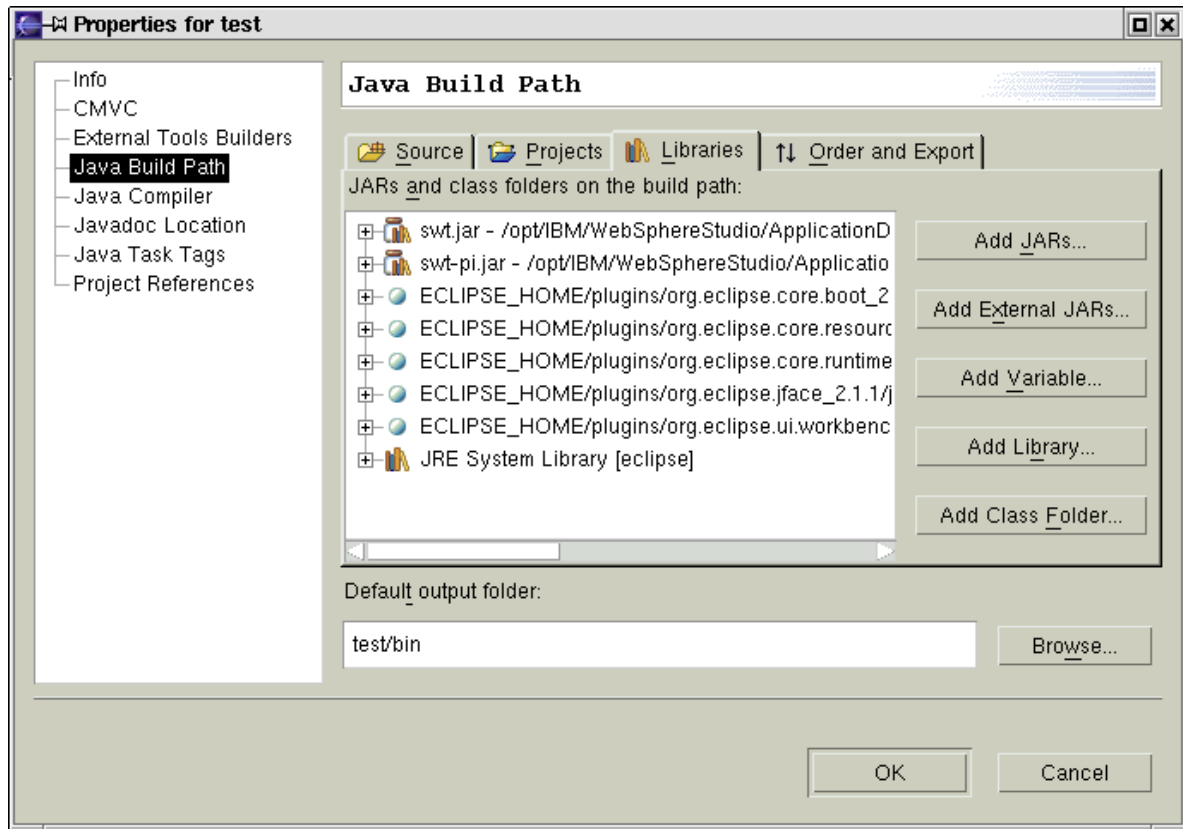 Properties for test
Info
CMVC
External Tools Builders
Java Build Path
Java Compiler
Javadoc Location
Java Task Tags
Project References
Java Build Path
Source Projects Libraries Order and Export
JARs and class folders on the build path:
swt.jar - /opt/IBM/WebSphereStudio/ApplicationD
swt-pi.jar - /opt/IBM/WebSphereStudio/Applicatio
ECLIPSE_HOME/plugins/org.eclipse.core.boot_2
ECLIPSE_HOME/plugins/org.eclipse.core.resourc
ECLIPSE_HOME/plugins/org.eclipse.core.runtime
ECLIPSE_HOME/plugins/org.eclipse.jface_2.1.1/j
ECLIPSE_HOME/plugins/org.eclipse.ui.workbenc
JRE System Library [eclipse]
Add JARs...
Add External JARs...
Add Variable...
Add Library...
Add Class Folder...
Default output folder:
test/bin
Browse...
OK
Cancel